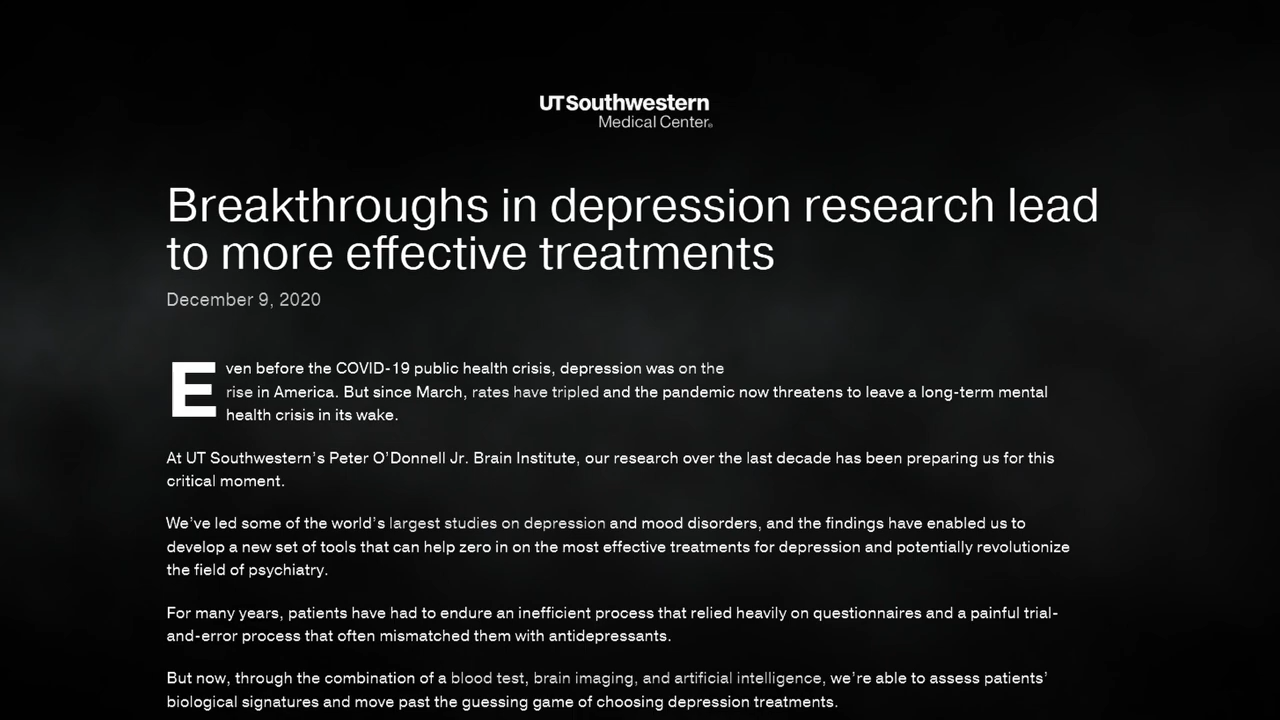 UTSouthwestern
Medical Center®
Breakthroughs in depression research lead
to more effective treatments
December 9, 2020
Even before the COVID-19 public health crisis, depression was on the
rise in America. But since March, rates have tripled and the pandemic now threatens to leave a long-term mental
health crisis in its wake.
At UT Southwestern’s Peter O’Donnell Jr. Brain Institute, our research over the last decade has been preparing us for this
critical moment.
We’ve led some of the world’s largest studies on depression and mood disorders, and the findings have enabled us to
develop a new set of tools that can help zero in on the most effective treatments for depression and potentially revolutionize
the field of psychiatry.
For many years, patients have had to endure an inefficient process that relied heavily on questionnaires and a painful trial-
and-error process that often mismatched them with antidepressants.
But now, through the combination of a blood test, brain imaging, and artificial intelligence, we’re able to assess patients’
biological signatures and move past the guessing game of choosing depression treatments.